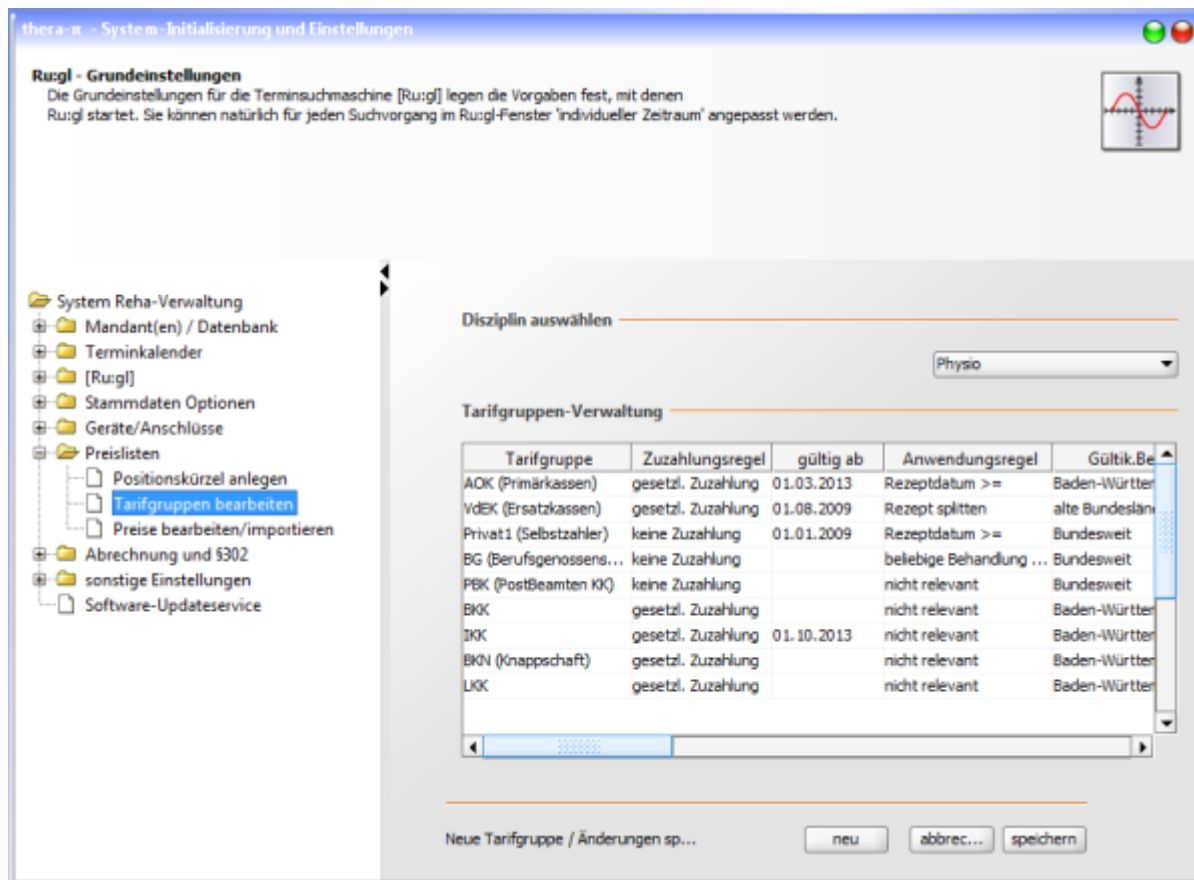 thera-π - System-Initialisierung und Einstellungen
Ru:gl - Grundeinstellungen
Die Grundeinstellungen für die Terminsuchmaschine [Ru:gl] legen die Vorgaben fest, mit denen
Ru:gl startet. Sie können natürlich für jeden Suchvorgang im Ru:gl-Fenster 'individueller Zeitraum' angepasst werden.
System Reha-Verwaltung
Mandant(en) / Datenbank
Terminkalender
[Ru:gl]
Stammdaten Optionen
Geräte/Anschlüsse
Preislisten
Positionskürzel anlegen
Tarifgruppen bearbeiten
Preise bearbeiten/importieren
Abrechnung und §302
sonstige Einstellungen
Software-Updateservice
Disziplin auswählen
Physio
Tarifgruppen-Verwaltung
Tarifgruppe Zuzahlungsregel gültig ab Anwendungsregel Gültik.Be
AOK (Primärkassen) gesetzl. Zuzahlung 01.03.2013 Rezeptdatum >= Baden-Württer
VdEK (Ersatzkassen) gesetzl. Zuzahlung 01.08.2009 Rezept splitten alte Bundeslän
Privat1 (Selbstzahler) keine Zuzahlung 01.01.2009 Rezeptdatum >= Bundesweit
BG (Berufsgenossens... keine Zuzahlung beliebige Behandlung ... Bundesweit
PBK (PostBeamten KK) keine Zuzahlung nicht relevant Bundesweit
BKK gesetzl. Zuzahlung nicht relevant Baden-Württer
IKK gesetzl. Zuzahlung 01.10.2013 nicht relevant Baden-Württer
BKN (Knappschaft) gesetzl. Zuzahlung nicht relevant Baden-Württer
LKK gesetzl. Zuzahlung nicht relevant Baden-Württer
Neue Tarifgruppe / Änderungen sp... neu abbrec... speichern